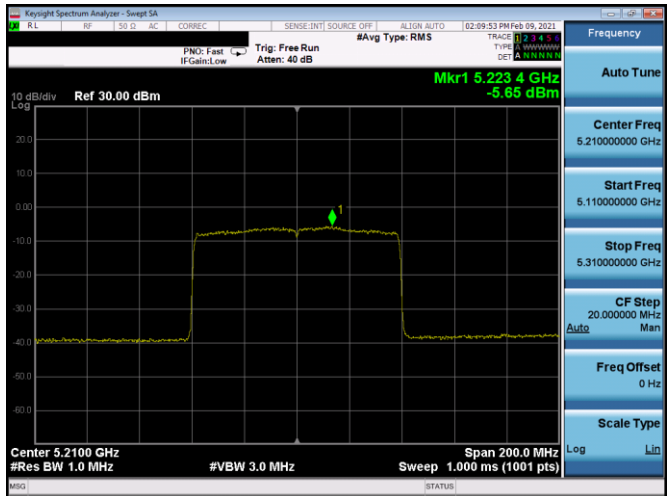 Keysight Spectrum Analyzer - Swept SA
RL RF 50 Ω AC CORREC SENSE:INT SOURCE OFF ALIGN AUTO 02:09:53 PM Feb 09, 2021
#Avg Type: RMS
TRACE 1 2 3 4 5 6
PNO: Fast Trig: Free Run TYPE A WWWWW
IFGain:Low Atten: 40 dB DET A N N N N N
Mkr1 5.223 4 GHz
-5.65 dBm
10 dB/div Ref 30.00 dBm
Log
20.0
10.0
0.00
-10.0
-20.0
-30.0
-40.0
-50.0
-60.0
1
Center 5.2100 GHz Span 200.0 MHz
#Res BW 1.0 MHz #VBW 3.0 MHz Sweep 1.000 ms (1001 pts)
MSG STATUS
Frequency
Auto Tune
Center Freq
5.210000000 GHz
Start Freq
5.110000000 GHz
Stop Freq
5.310000000 GHz
CF Step
20.000000 MHz
Auto Man
Freq Offset
0 Hz
Scale Type
Log Lin